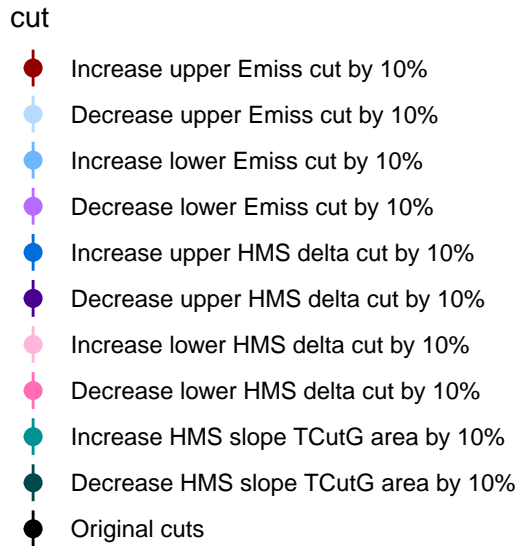 cut
Increase upper Emiss cut by 10%
Decrease upper Emiss cut by 10%
Increase lower Emiss cut by 10%
Decrease lower Emiss cut by 10%
Increase upper HMS delta cut by 10%
Decrease upper HMS delta cut by 10%
Increase lower HMS delta cut by 10%
Decrease lower HMS delta cut by 10%
Increase HMS slope TCutG area by 10%
Decrease HMS slope TCutG area by 10%
Original cuts